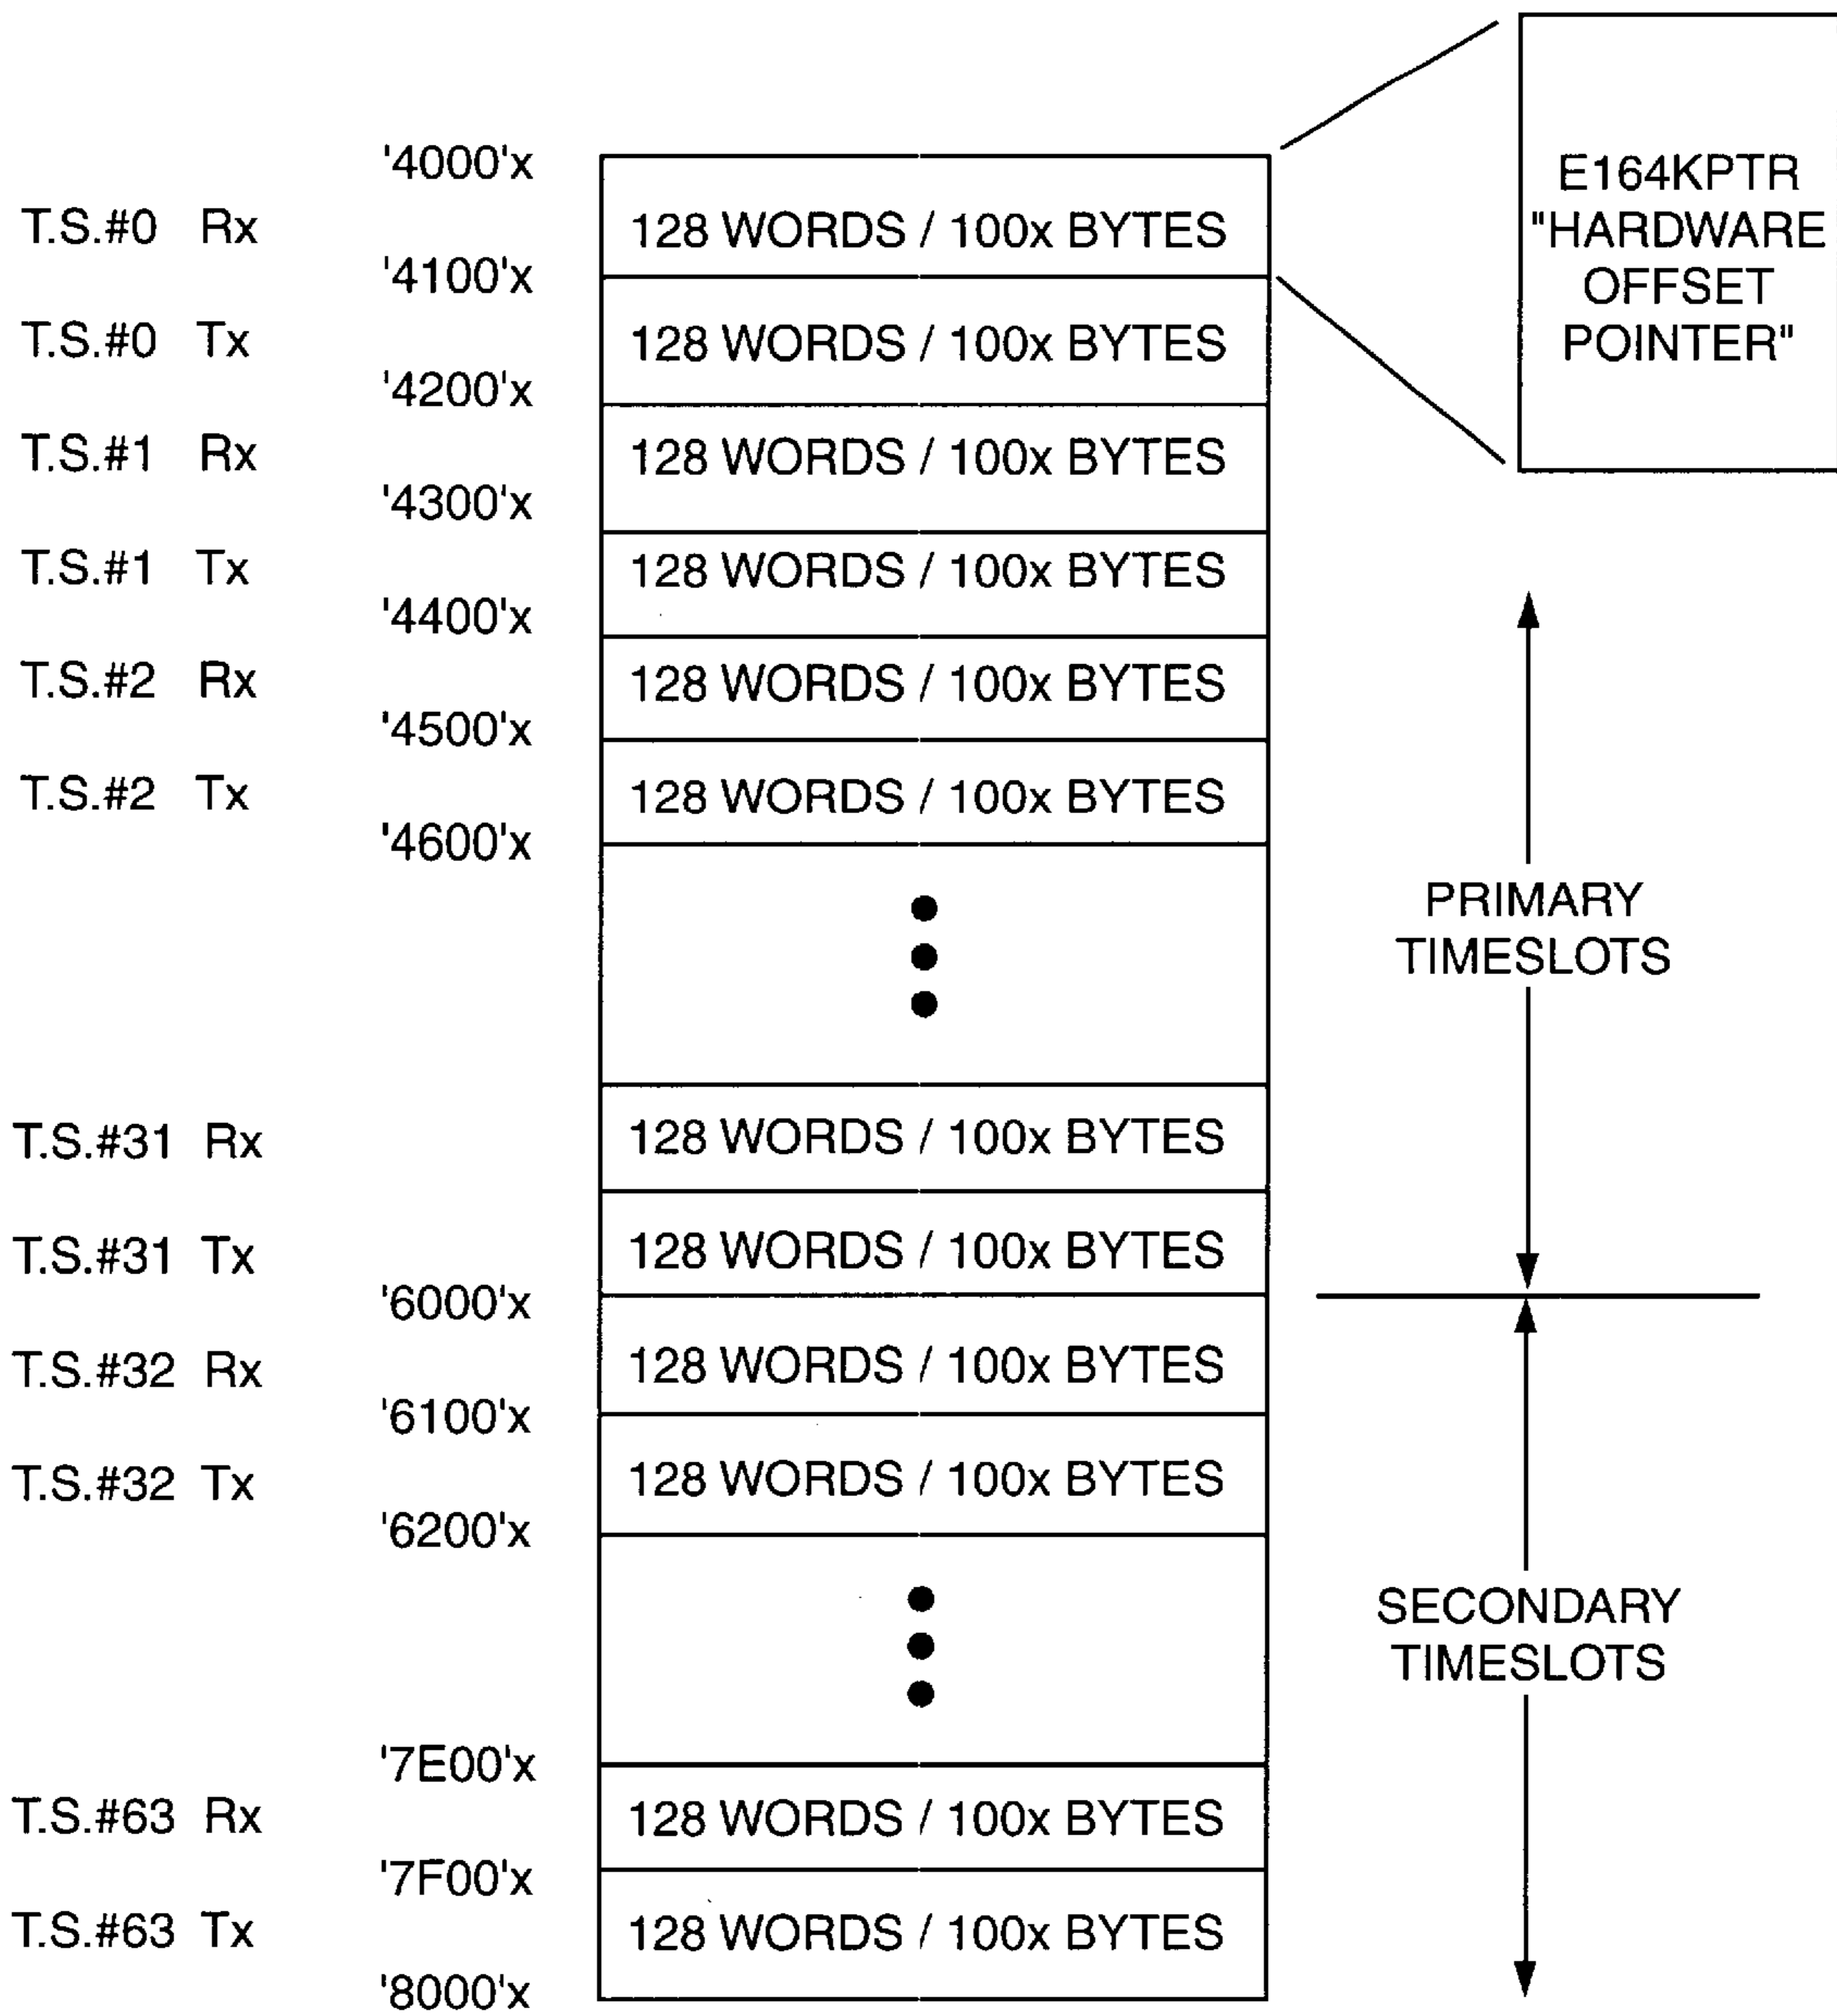 '4000'x
T.S.#0 Rx 128 WORDS / 100x BYTES
E164KPTR
"HARDWARE
OFFSET
POINTER"
'4100'x
T.S.#0 Tx 128 WORDS / 100x BYTES
'4200'x
T.S.#1 Rx 128 WORDS / 100x BYTES
'4300'x
T.S.#1 Tx 128 WORDS / 100x BYTES
'4400'x
T.S.#2 Rx 128 WORDS / 100x BYTES
'4500'x
T.S.#2 Tx 128 WORDS / 100x BYTES
'4600'x
PRIMARY
TIMESLOTS
T.S.#31 Rx 128 WORDS / 100x BYTES
T.S.#31 Tx 128 WORDS / 100x BYTES
'6000'x
T.S.#32 Rx 128 WORDS / 100x BYTES
'6100'x
T.S.#32 Tx 128 WORDS / 100x BYTES
'6200'x
SECONDARY
TIMESLOTS
'7E00'x
T.S.#63 Rx 128 WORDS / 100x BYTES
'7F00'x
T.S.#63 Tx 128 WORDS / 100x BYTES
'8000'x